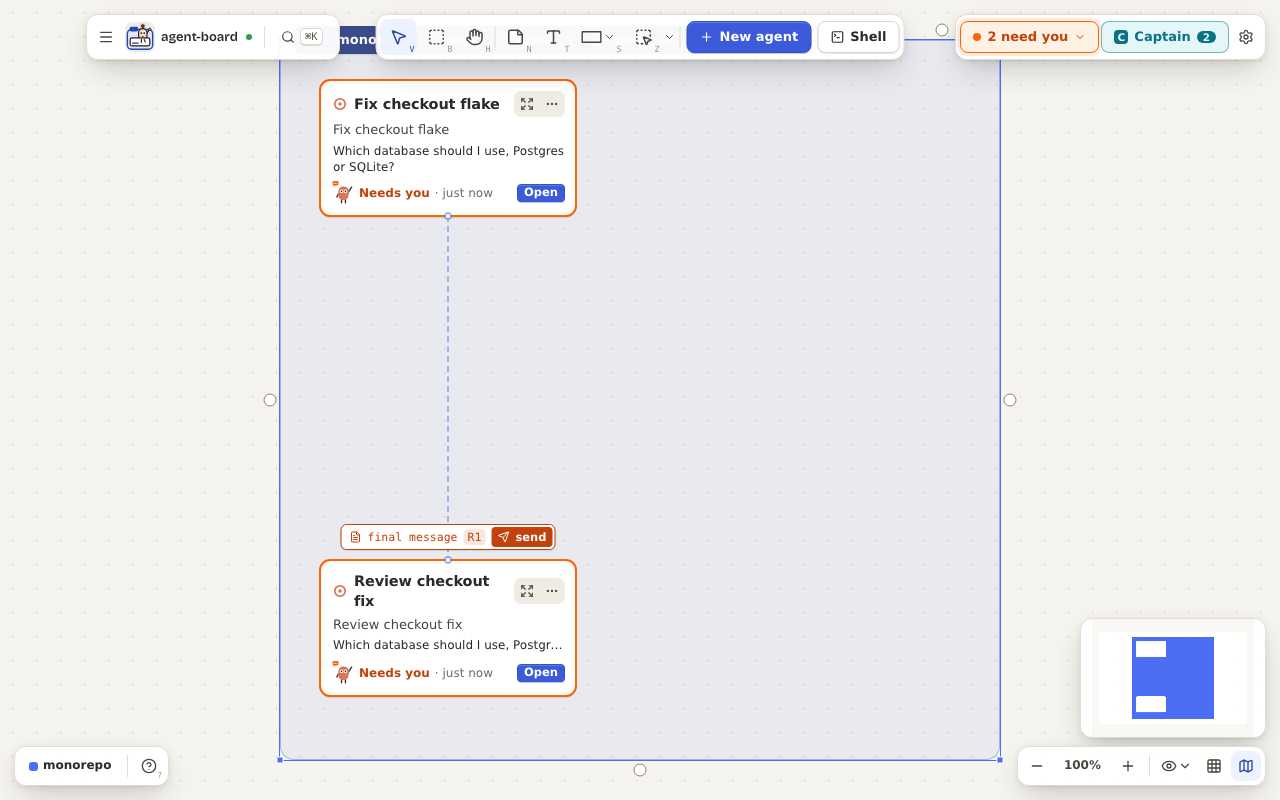 agent-board
⌘K
mono
V
B
H
N
T
S
Z
New agent
Shell
2 need you
C Captain 2
Fix checkout flake
Fix checkout flake
Which database should I use, Postgres
or SQLite?
Needs you · just now
Open
final message R1 send
Review checkout
fix
Review checkout fix
Which database should I use, Postgr…
Needs you · just now
Open
monorepo
?
100%